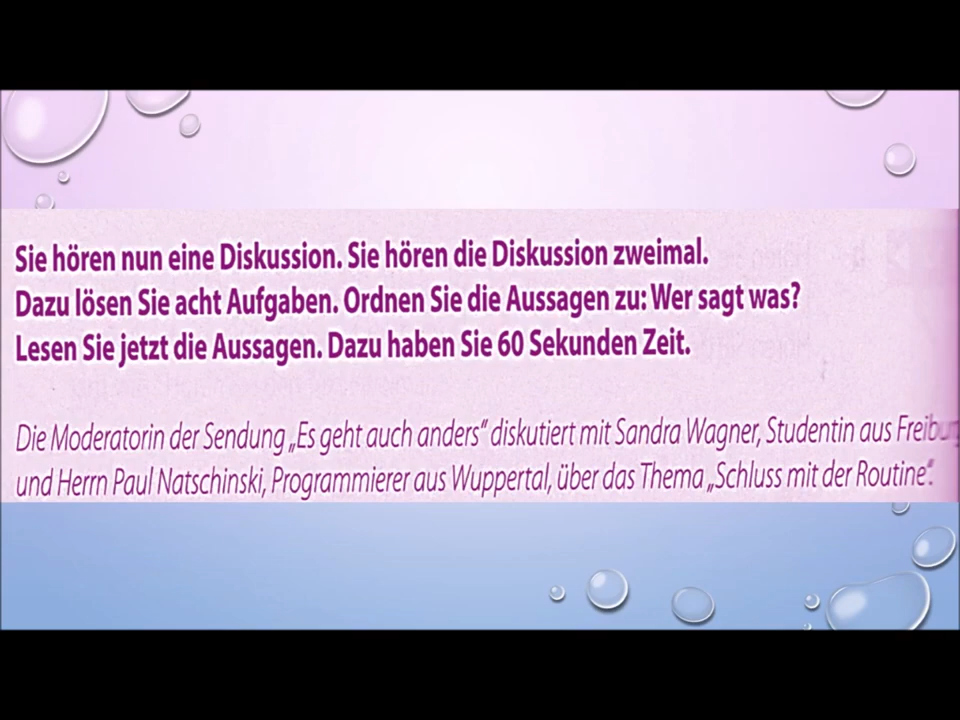 Sie hören nun eine Diskussion. Sie hören die Diskussion zweimal.
Dazu lösen Sie acht Aufgaben. Ordnen Sie die Aussagen zu: Wer sagt was?
Lesen Sie jetzt die Aussagen. Dazu haben Sie 60 Sekunden Zeit.
Die Moderatorin der Sendung „Es geht auch anders“ diskutiert mit Sandra Wagner, Studentin aus Freiburg
und Herrn Paul Natschinski, Programmierer aus Wuppertal, über das Thema „Schluss mit der Routine“.